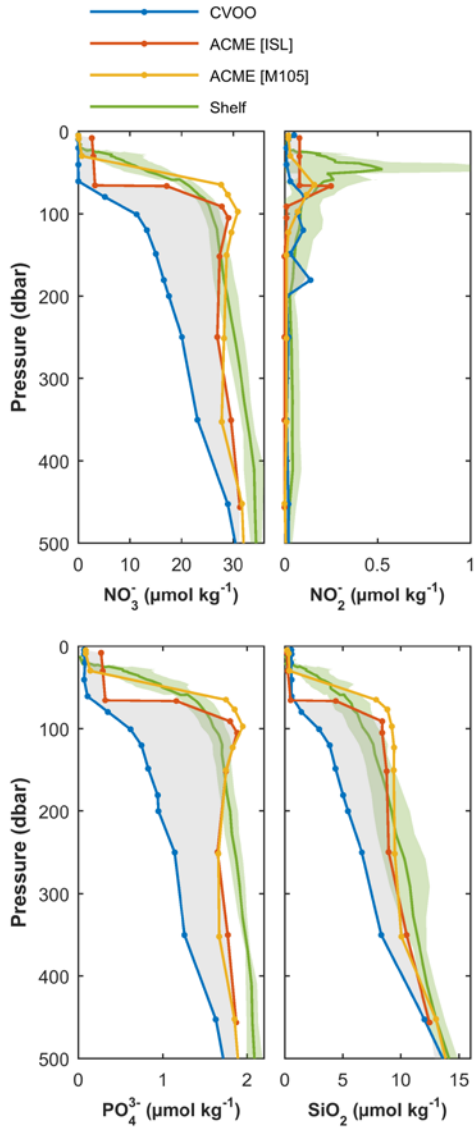 CVOO
ACME [ISL]
ACME [M105]
Shelf
0
100
200
300
400
500
Pressure (dbar)
0 10 20 30
NO₃⁻ (µmol kg⁻¹)
0 0.5 1
NO₂⁻ (µmol kg⁻¹)
0
100
200
300
400
500
Pressure (dbar)
0 1 2
PO₄³⁻ (µmol kg⁻¹)
0 5 10 15
SiO₂ (µmol kg⁻¹)